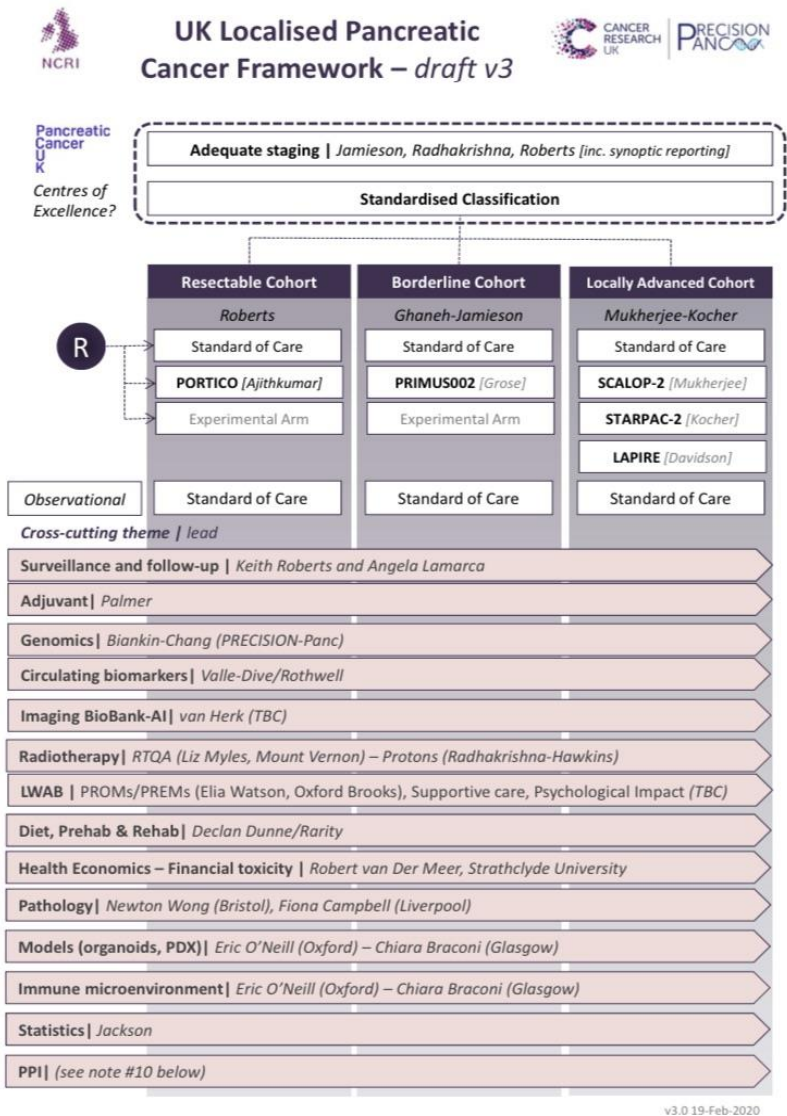 NCRI
UK Localised Pancreatic
Cancer Framework – draft v3
CANCER
RESEARCH
UK
PRECISION
PANC
Pancreatic
Cancer
U
K
Centres of
Excellence?
Adequate staging | Jamieson, Radhakrishna, Roberts [inc. synoptic reporting]
Standardised Classification
Resectable Cohort
Borderline Cohort
Locally Advanced Cohort
Roberts
Ghaneh-Jamieson
Mukherjee-Kocher
R
Standard of Care
Standard of Care
Standard of Care
PORTICO [Ajithkumar]
PRIMUS002 [Grose]
SCALOP-2 [Mukherjee]
Experimental Arm
Experimental Arm
STARPAC-2 [Kocher]
LAPIRE [Davidson]
Observational
Standard of Care
Standard of Care
Standard of Care
Cross-cutting theme | lead
Surveillance and follow-up | Keith Roberts and Angela Lamarca
Adjuvant| Palmer
Genomics| Biankin-Chang (PRECISION-Panc)
Circulating biomarkers| Valle-Dive/Rothwell
Imaging BioBank-AI| van Herk (TBC)
Radiotherapy| RTQA (Liz Myles, Mount Vernon) – Protons (Radhakrishna-Hawkins)
LWAB | PROMs/PREMs (Elia Watson, Oxford Brooks), Supportive care, Psychological Impact (TBC)
Diet, Prehab & Rehab| Declan Dunne/Rarity
Health Economics – Financial toxicity | Robert van Der Meer, Strathclyde University
Pathology| Newton Wong (Bristol), Fiona Campbell (Liverpool)
Models (organoids, PDX)| Eric O’Neill (Oxford) – Chiara Braconi (Glasgow)
Immune microenvironment| Eric O’Neill (Oxford) – Chiara Braconi (Glasgow)
Statistics| Jackson
PPI| (see note #10 below)
v3.0 19-Feb-2020